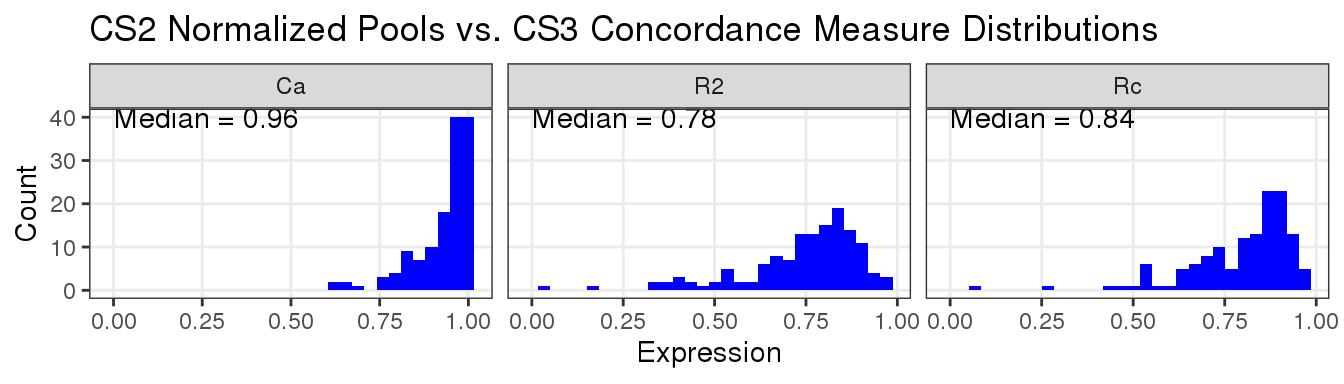 CS2 Normalized Pools vs. CS3 Concordance Measure Distributions
Ca R2 Rc
Median = 0.96 Median = 0.78 Median = 0.84
40
30
20
10
0
Count
0.00 0.25 0.50 0.75 1.00 0.00 0.25 0.50 0.75 1.00 0.00 0.25 0.50 0.75 1.00
Expression